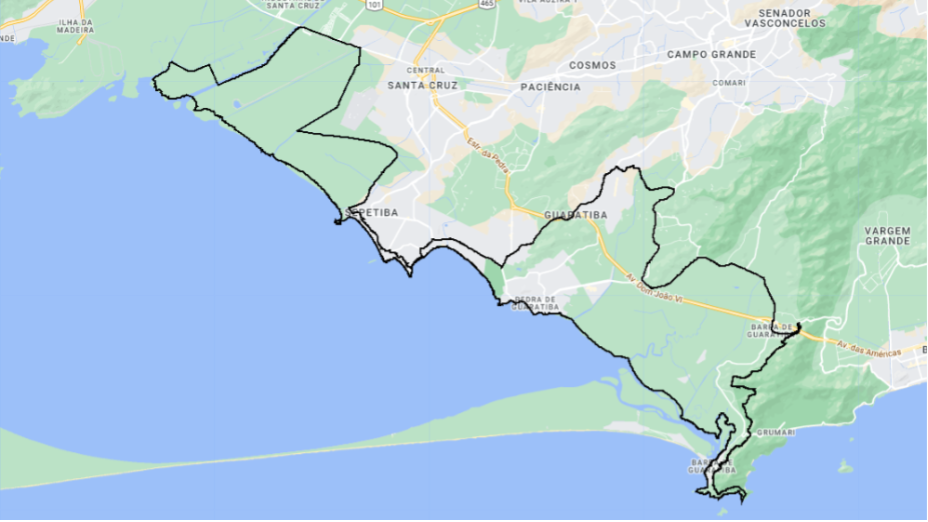 SANTA CRUZ
101
465
SENADOR
VASCONCELOS
ILHA DA
MADEIRA
NDE
COSMOS
CAMPO GRANDE
CENTRAL
SANTA CRUZ
PACIÊNCIA
COMARI
Estr. da Pedra
SEPETIBA
GUARATIBA
VARGEM
GRANDE
Av. Dom João VI
PEDRA DE
GUARATIBA
BARRA DE
GUARATIBA
Av. das Américas
B
GRUMARI
BARRA DE
GUARATIBA